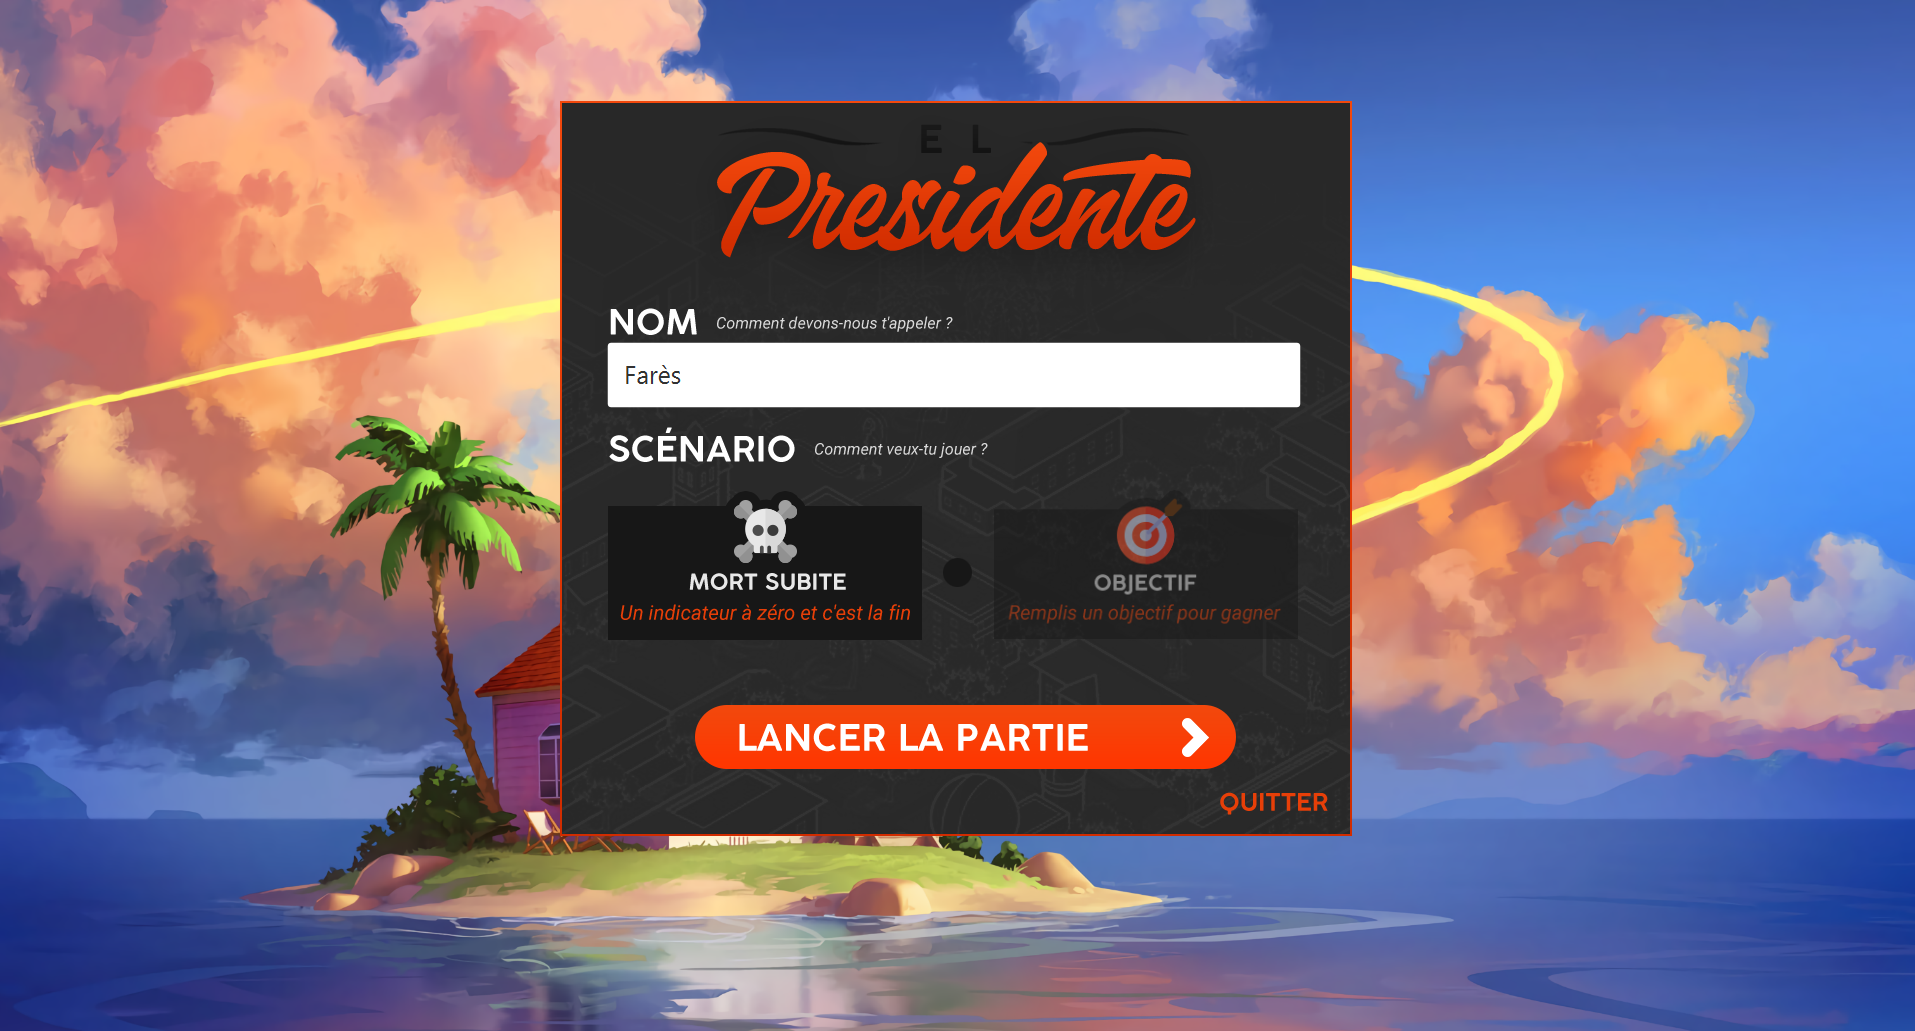 EL
Presidente
NOM Comment devons-nous t'appeler ?
Farès
SCÉNARIO Comment veux-tu jouer ?
MORT SUBITE
Un indicateur à zéro et c'est la fin
OBJECTIF
Remplis un objectif pour gagner
LANCER LA PARTIE
QUITTER